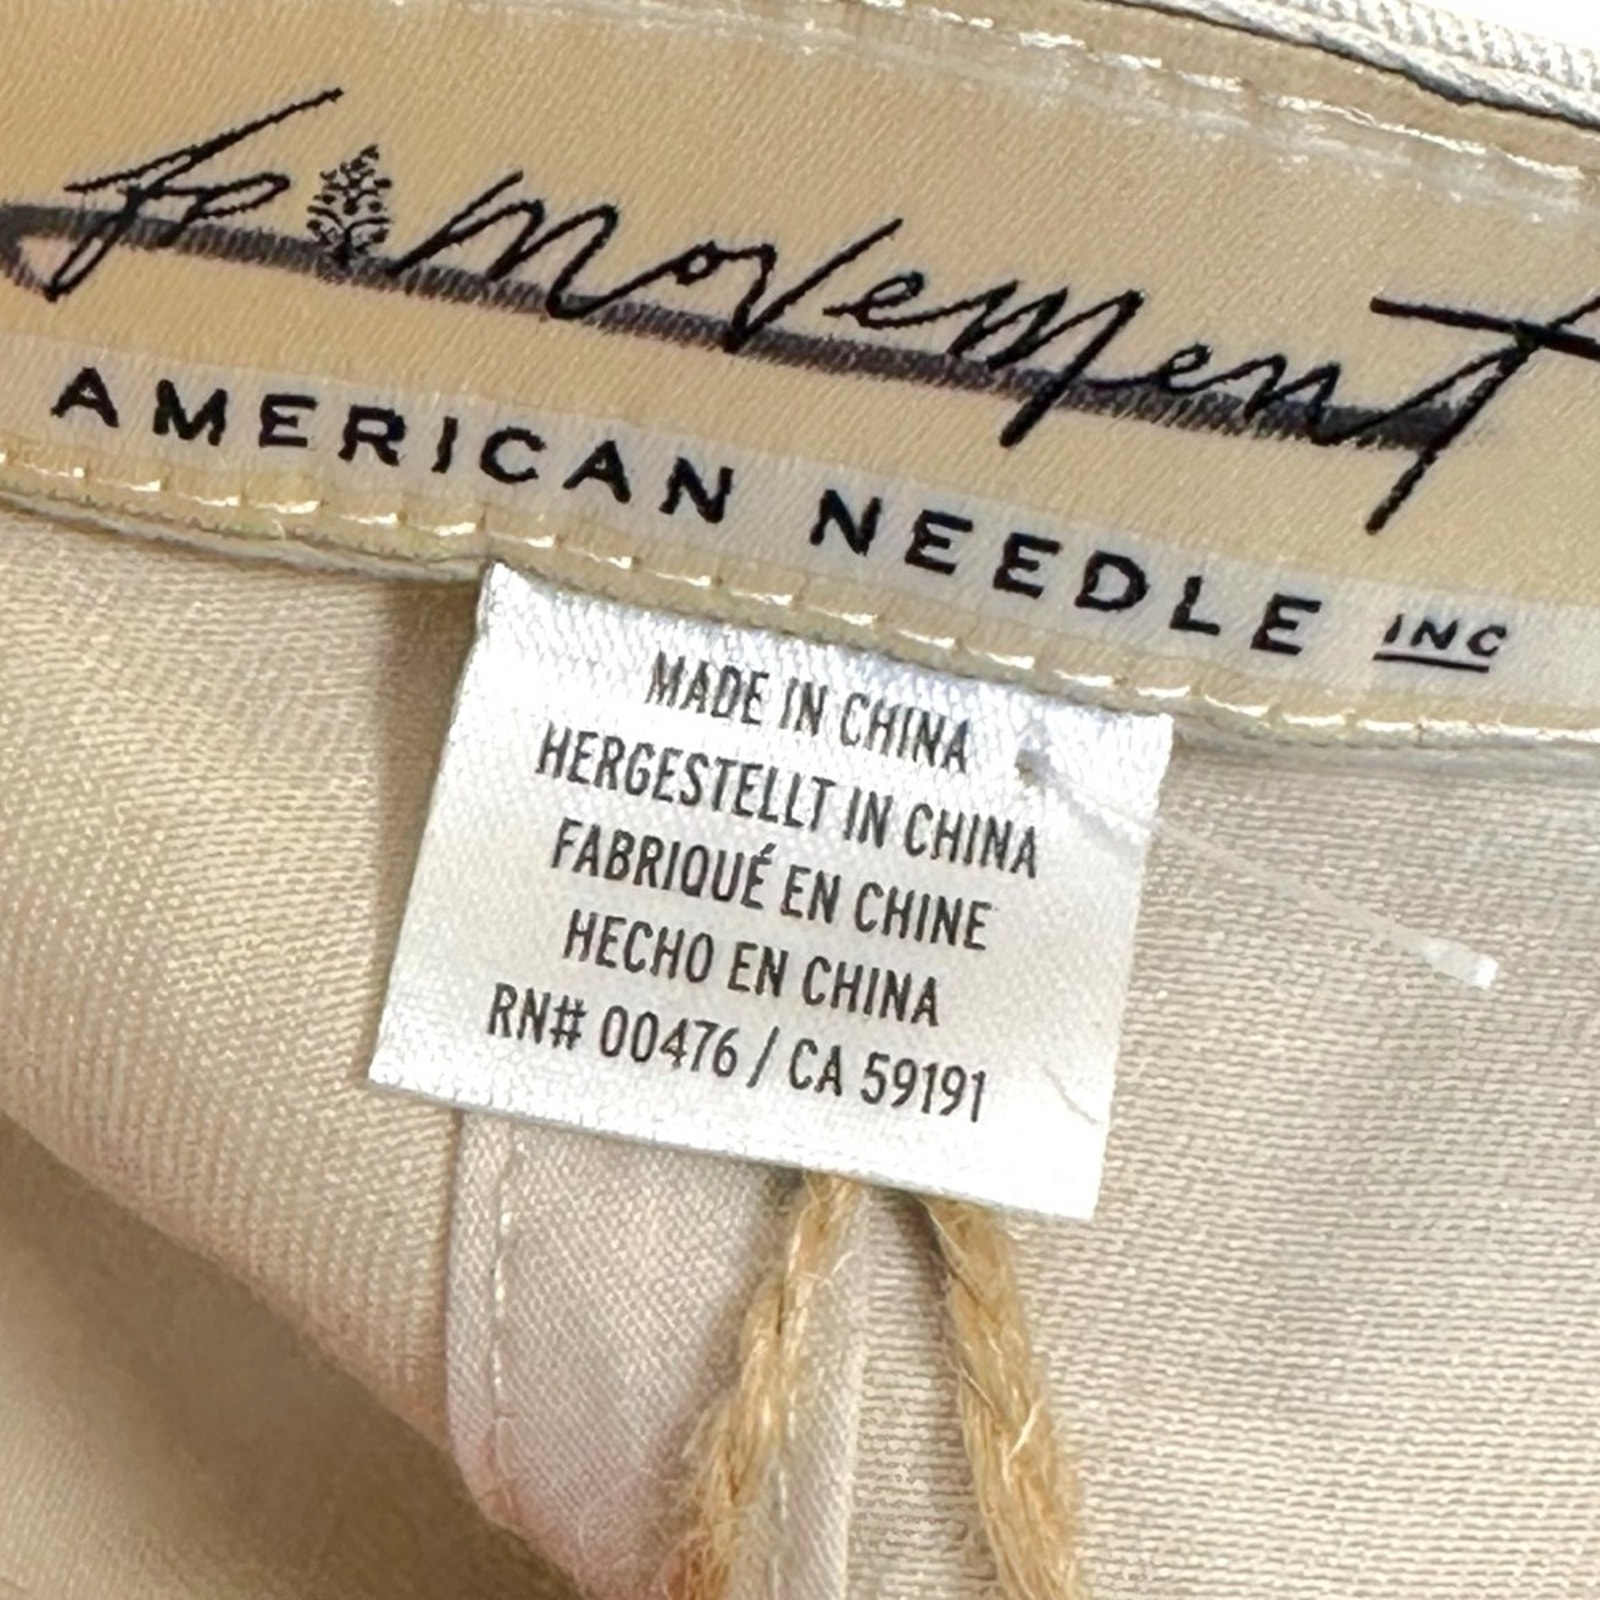 fp movement
AMERICAN NEEDLE INC
MADE IN CHINA
HERGESTELLT IN CHINA
FABRIQUÉ EN CHINE
HECHO EN CHINA
RN# 00476 / CA 59191